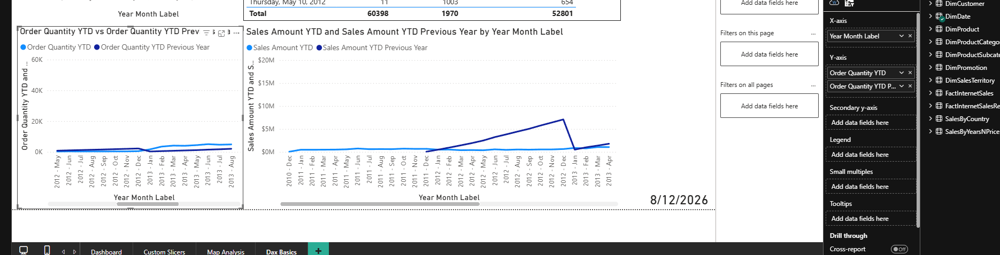 Year Month Label
Thursday, May 10, 2012 11 1003 654
Total 60398 1970 52801
Order Quantity YTD vs Order Quantity YTD Previ
Order Quantity YTD Order Quantity YTD Previous Year
Order Quantity YTD and ...
60K
40K
20K
0K
2012 - May
2012 - Jun
2012 - Jul
2012 - Aug
2012 - Sep
2012 - Oct
2012 - Nov
2012 - Dec
2013 - Jan
2013 - Feb
2013 - Mar
2013 - Apr
2013 - May
2013 - Jun
2013 - Jul
2013 - Aug
Year Month Label
Sales Amount YTD and Sales Amount YTD Previous Year by Year Month Label
Sales Amount YTD Sales Amount YTD Previous Year
Sales Amount YTD and S...
$20M
$15M
$10M
$5M
$0M
2010 - Dec
2011 - Jan
2011 - Feb
2011 - Mar
2011 - Apr
2011 - May
2011 - Jun
2011 - Jul
2011 - Aug
2011 - Sep
2011 - Oct
2011 - Nov
2011 - Dec
2012 - Jan
2012 - Feb
2012 - Mar
2012 - Apr
2012 - May
2012 - Jun
2012 - Jul
2012 - Aug
2012 - Sep
2012 - Oct
2012 - Nov
2012 - Dec
2013 - Jan
2013 - Feb
2013 - Mar
2013 - Apr
Year Month Label
8/12/2026
Dashboard
Custom Slicers
Map Analysis
Dax Basics
+
Add data fields here
Filters on this page ...
Add data fields here
Filters on all pages ...
Add data fields here
X-axis
Year Month Label
Y-axis
Order Quantity YTD
Order Quantity YTD P...
Secondary y-axis
Add data fields here
Legend
Add data fields here
Small multiples
Add data fields here
Tooltips
Add data fields here
Drill through
Cross-report Off
DimCustomer
DimDate
DimProduct
DimProductCatego
DimProductSubcate
DimPromotion
DimSalesTerritory
FactInternetSales
FactInternetSalesRe
SalesByCountry
SalesByYearsNPrice